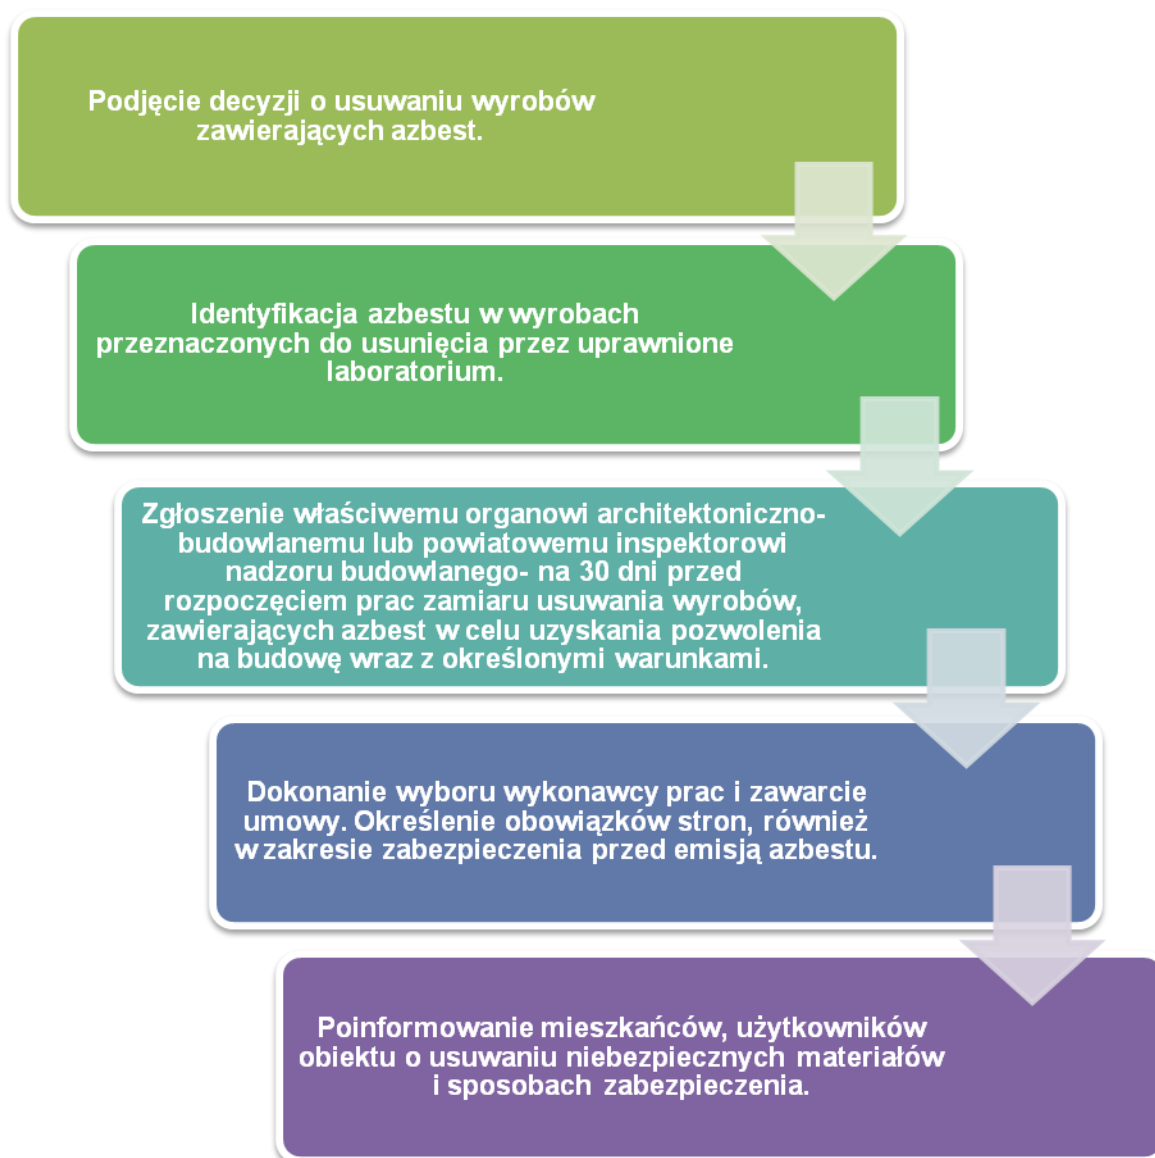 Podjęcie decyzji o usuwaniu wyrobów
zawierających azbest.
Identyfikacja azbestu w wyrobach
przeznaczonych do usunięcia przez uprawnione
laboratorium.
Zgłoszenie właściwemu organowi architektoniczno-
budowlanemu lub powiatowemu inspektorowi
nadzoru budowlanego- na 30 dni przed
rozpoczęciem prac zamiaru usuwania wyrobów,
zawierających azbest w celu uzyskania pozwolenia
na budowę wraz z określonymi warunkami.
Dokonanie wyboru wykonawcy prac i zawarcie
umowy. Określenie obowiązków stron, również
w zakresie zabezpieczenia przed emisją azbestu.
Poinformowanie mieszkańców, użytkowników
obiektu o usuwaniu niebezpiecznych materiałów
i sposobach zabezpieczenia.